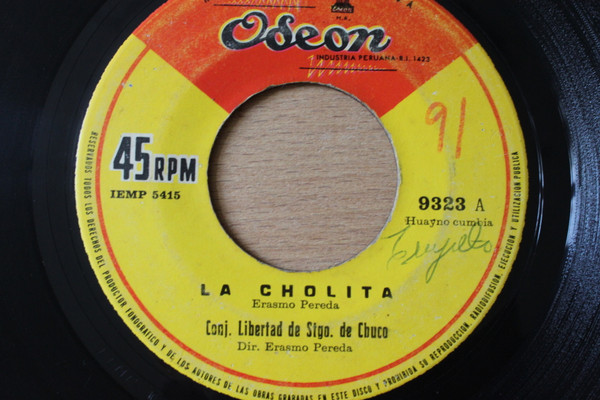 Odeon
INDUSTRIA PERUANA-R.I. 1423
91
45 RPM
IEMP 5415
9323 A
Huayno cumbia
LA CHOLITA
Erasmo Pereda
Conj. Libertad de Stgo. de Chuco
Dir. Erasmo Pereda
RESERVADOS TODOS LOS DERECHOS DEL PRODUCTOR FONOGRAFICO Y DE LOS AUTORES DE LAS OBRAS GRABADAS EN ESTE DISCO Y PROHIBIDA SU REPRODUCCION, RADIODIFUSION, EJECUCION Y UTILIZACION PUBLICA